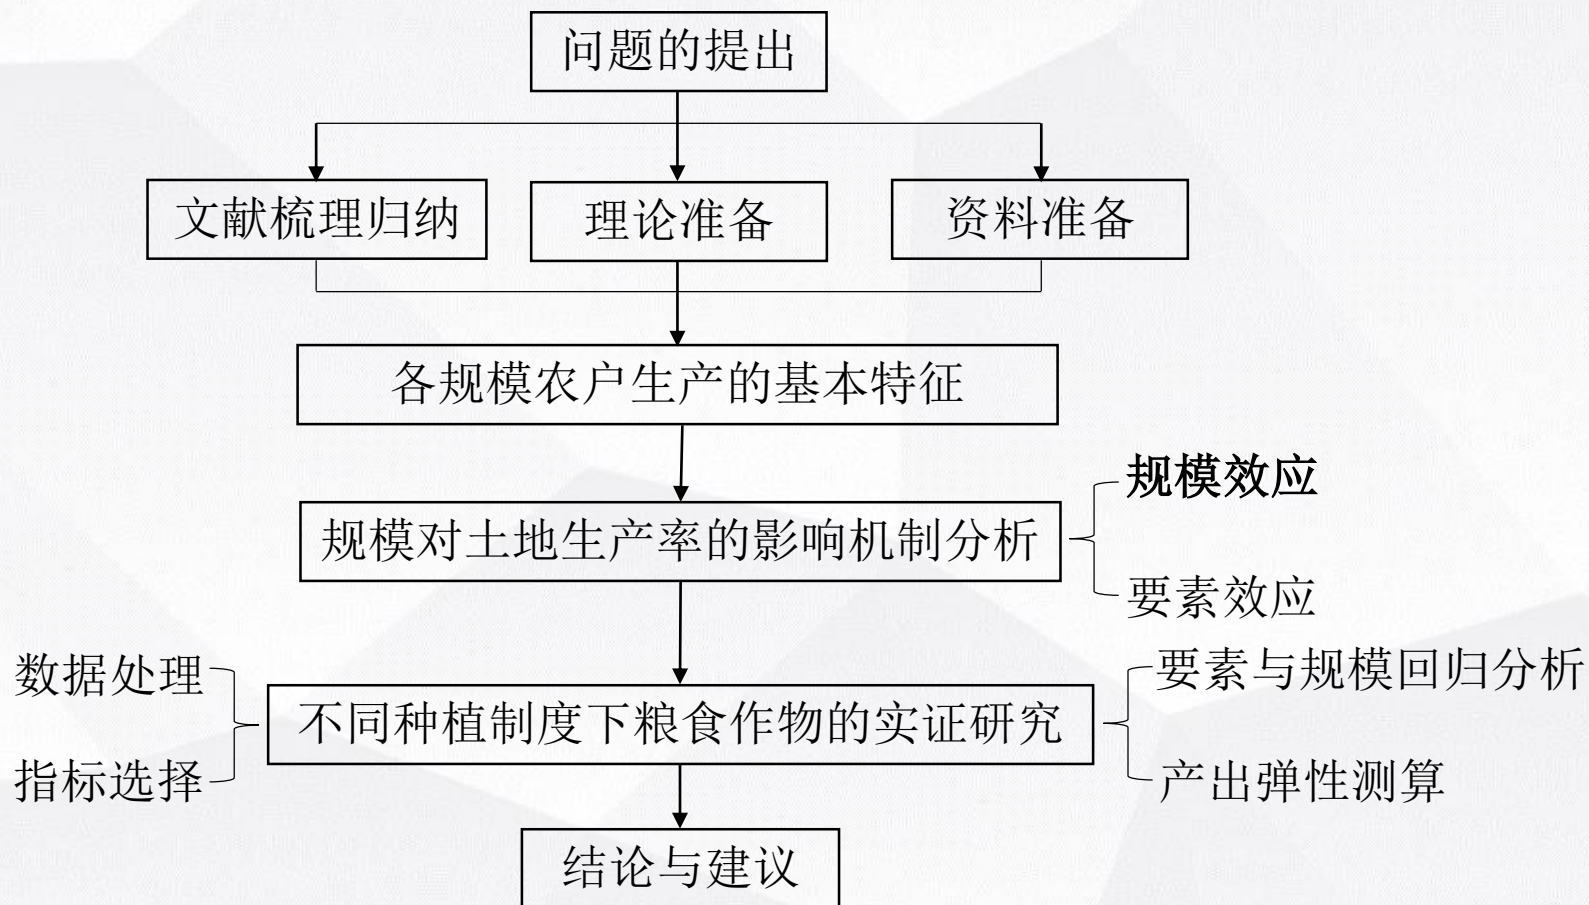 问题的提出
文献梳理归纳
理论准备
资料准备
各规模农户生产的基本特征
规模效应
规模对土地生产率的影响机制分析
要素效应
数据处理
要素与规模回归分析
不同种植制度下粮食作物的实证研究
指标选择
产出弹性测算
结论与建议